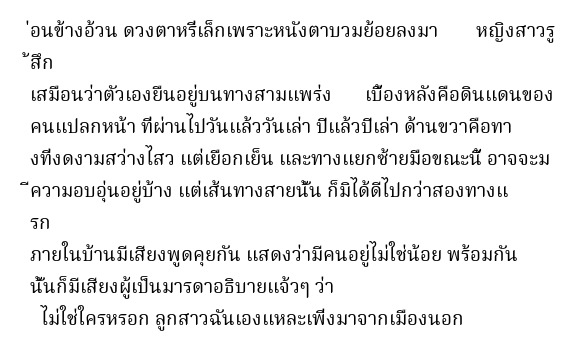 ่อนข้างอ้วน ดวงตาหรี่เล็กเพราะหนังตาบวมย้อยลงมา หญิงสาวรู
้สึก
เสมือนว่าตัวเองยืนอยู่บนทางสามแพร่ง เบื้องหลังคือดินแดนของ
คนแปลกหน้า ที่ผ่านไปวันแล้ววันเล่า ปีแล้วปีเล่า ด้านขวาคือทา
งที่งดงามสว่างไสว แต่เยือกเย็น และทางแยกซ้ายมือขณะนี้ อาจจะม
ีความอบอุ่นอยู่บ้าง แต่เส้นทางสายนั้น ก็มิได้ดีไปกว่าสองทางแ
รก
ภายในบ้านมีเสียงพูดคุยกัน แสดงว่ามีคนอยู่ไม่ใช่น้อย พร้อมกัน
นั้นก็มีเสียงผู้เป็นมารดาอธิบายแจ้วๆ ว่า
ไม่ใช่ใครหรอก ลูกสาวฉันเองแหละเพิ่งมาจากเมืองนอก